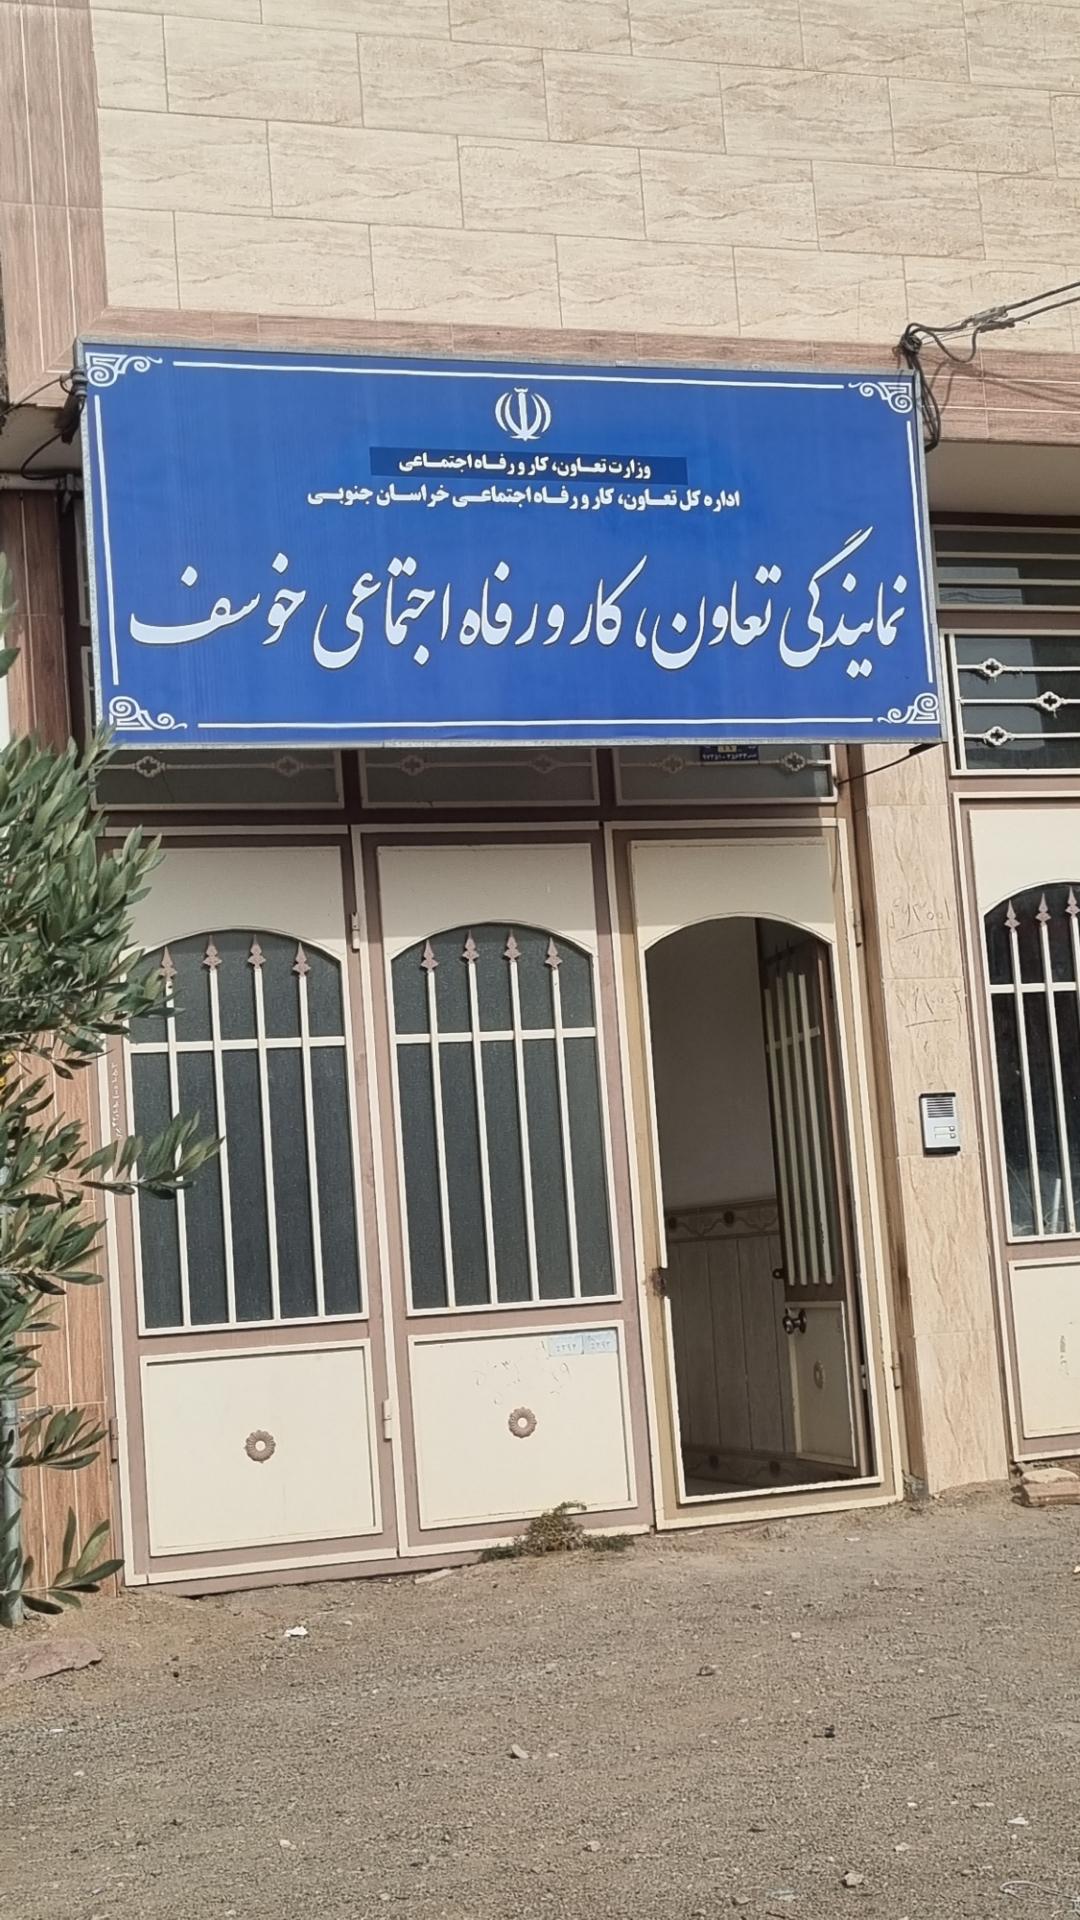 وزارت تعاون، کار و رفاه اجتماعی
اداره کل تعاون، کار و رفاه اجتماعی خراسان جنوبی
نمایندگی تعاون، کار و رفاه اجتماعی خوسف